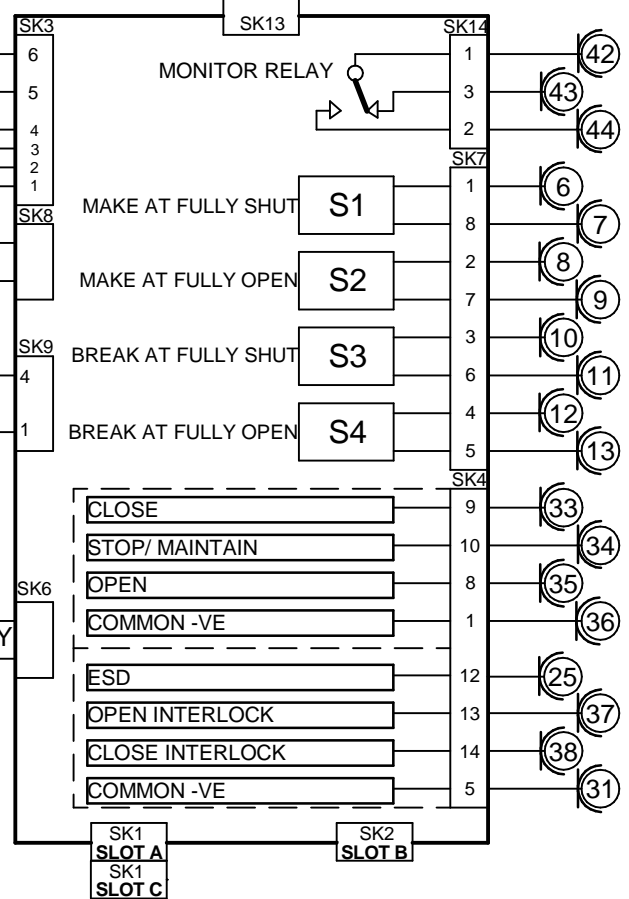 SK3
SK13
SK14
6
5
4
3
2
1
MONITOR RELAY
1
3
2
42
43
44
SK7
MAKE AT FULLY SHUT
S1
1
8
6
7
SK8
MAKE AT FULLY OPEN
S2
2
7
8
9
SK9
4
1
BREAK AT FULLY SHUT
S3
3
6
10
11
BREAK AT FULLY OPEN
S4
4
5
12
13
SK4
CLOSE
9
33
STOP/ MAINTAIN
10
34
OPEN
8
35
COMMON -VE
1
36
SK6
Y
ESD
12
25
OPEN INTERLOCK
13
37
CLOSE INTERLOCK
14
38
COMMON -VE
5
31
SK1
SLOT A
SK1
SLOT C
SK2
SLOT B